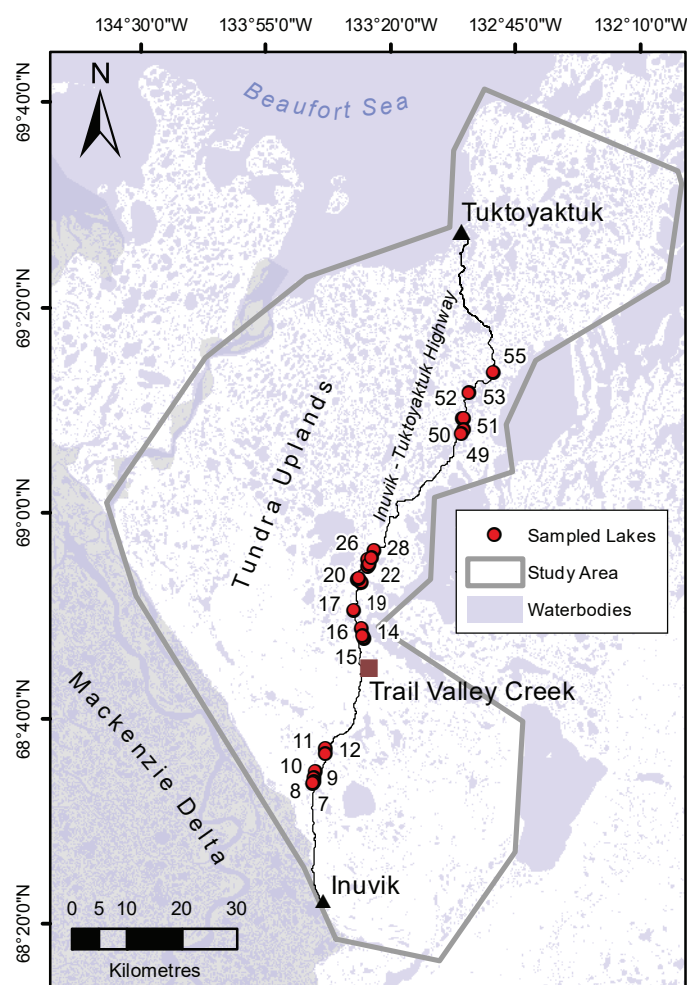 134°30'0"W 133°55'0"W 133°20'0"W 132°45'0"W 132°10'0"W
69°40'0"N
69°20'0"N
69°0'0"N
68°40'0"N
68°20'0"N
N
Beaufort Sea
Tuktoyaktuk
Inuvik - Tuktoyaktuk Highway
55
52 53
51
50
49
Tundra Uplands
26 28
20 22
19
17
16 14
15
Trail Valley Creek
11 12
10
9
8
7
Mackenzie Delta
Inuvik
Sampled Lakes
Study Area
Waterbodies
0 5 10 20 30
Kilometres